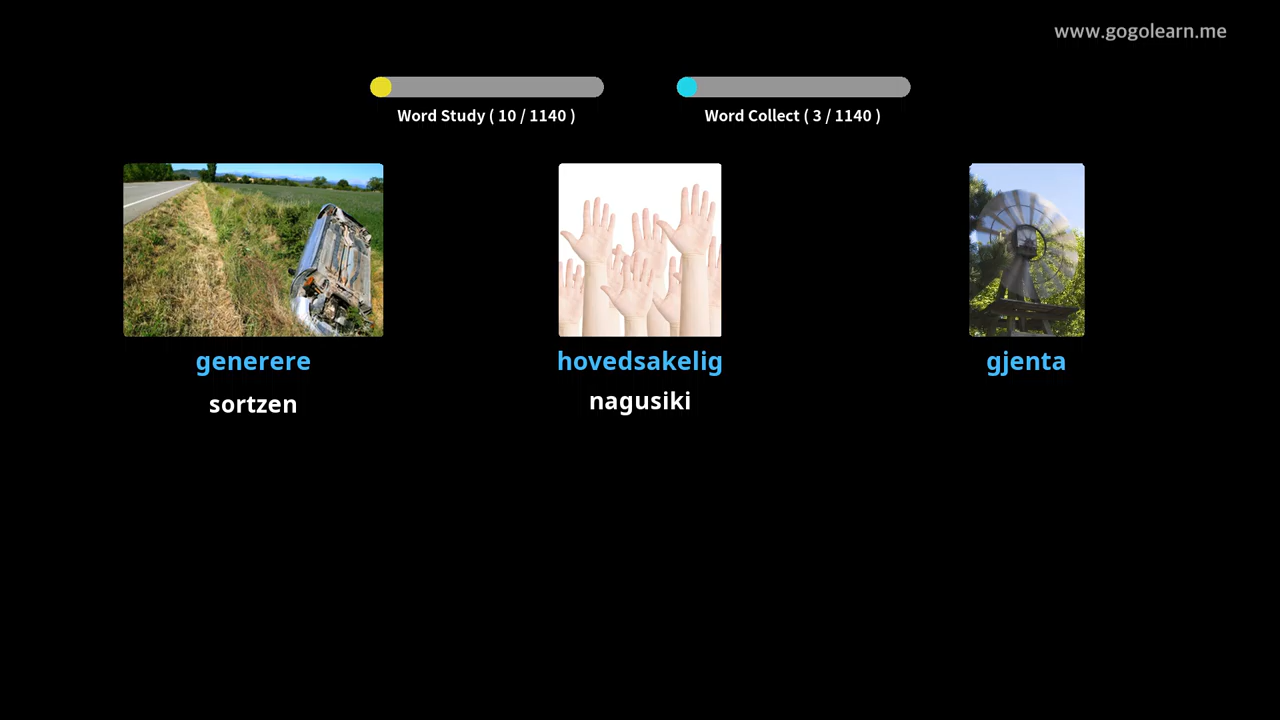 www.gogolearn.me
Word Study ( 10 / 1140 )
Word Collect ( 3 / 1140 )
generere
sortzen
hovedsakelig
nagusiki
gjenta